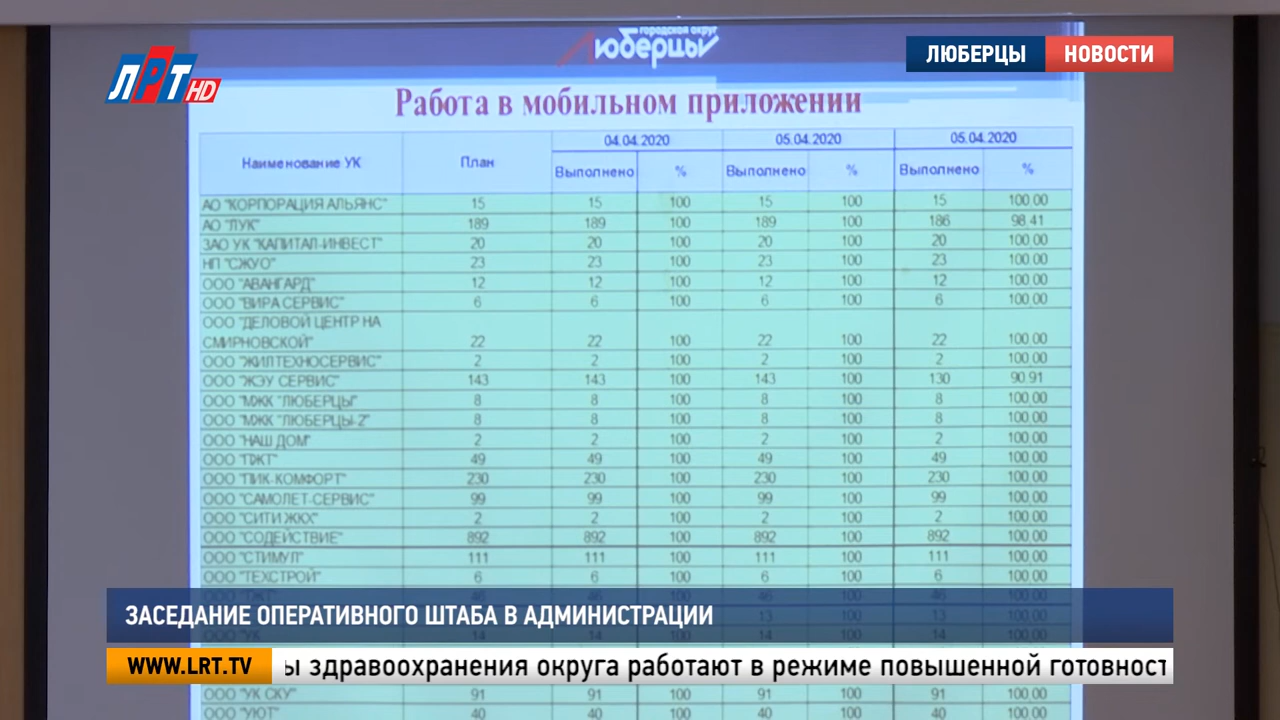 городской округ
Люберцы
ЛРТ HD
ЛЮБЕРЦЫ НОВОСТИ
Работа в мобильном приложении
Наименование УК План 04.04.2020 05.04.2020 05.04.2020
Выполнено % Выполнено % Выполнено %
АО "КОРПОРАЦИЯ АЛЬЯНС" 15 15 100 15 100 15 100.00
АО "ЛУК" 189 189 100 189 100 186 98.41
ЗАО УК "КАПИТАЛ-ИНВЕСТ" 20 20 100 20 100 20 100.00
НП "СЖУО" 23 23 100 23 100 23 100.00
ООО "АВАНГАРД" 12 12 100 12 100 12 100.00
ООО "ВИРА СЕРВИС" 6 6 100 6 100 6 100.00
ООО "ДЕЛОВОЙ ЦЕНТР НА
СМИРНОВСКОЙ" 22 22 100 22 100 22 100.00
ООО "ЖИЛТЕХНОСЕРВИС" 2 2 100 2 100 2 100.00
ООО "ЖЭУ СЕРВИС" 143 143 100 143 100 130 90.91
ООО "МЖК "ЛЮБЕРЦЫ" 8 8 100 8 100 8 100.00
ООО "МЖК "ЛЮБЕРЦЫ-2" 8 8 100 8 100 8 100.00
ООО "НАШ ДОМ" 2 2 100 2 100 2 100.00
ООО "ПЖТ" 49 49 100 49 100 49 100.00
ООО "ПИК-КОМФОРТ" 230 230 100 230 100 230 100.00
ООО "САМОЛЕТ-СЕРВИС" 99 99 100 99 100 99 100.00
ООО "СИТИ ЖКХ" 2 2 100 2 100 2 100.00
ООО "СОДЕЙСТВИЕ" 892 892 100 892 100 892 100.00
ООО "СТИМУЛ" 111 111 100 111 100 111 100.00
ООО "ТЕХСТРОЙ" 6 6 100 6 100 6 100.00
ЗАСЕДАНИЕ ОПЕРАТИВНОГО ШТАБА В АДМИНИСТРАЦИИ
WWW.LRT.TV ы здравоохранения округа работают в режиме повышенной готовност
ООО "УК СКУ" 91 91 100 91 100 91 100.00
ООО "УЮТ" 40 40 100 40 100 40 100.00